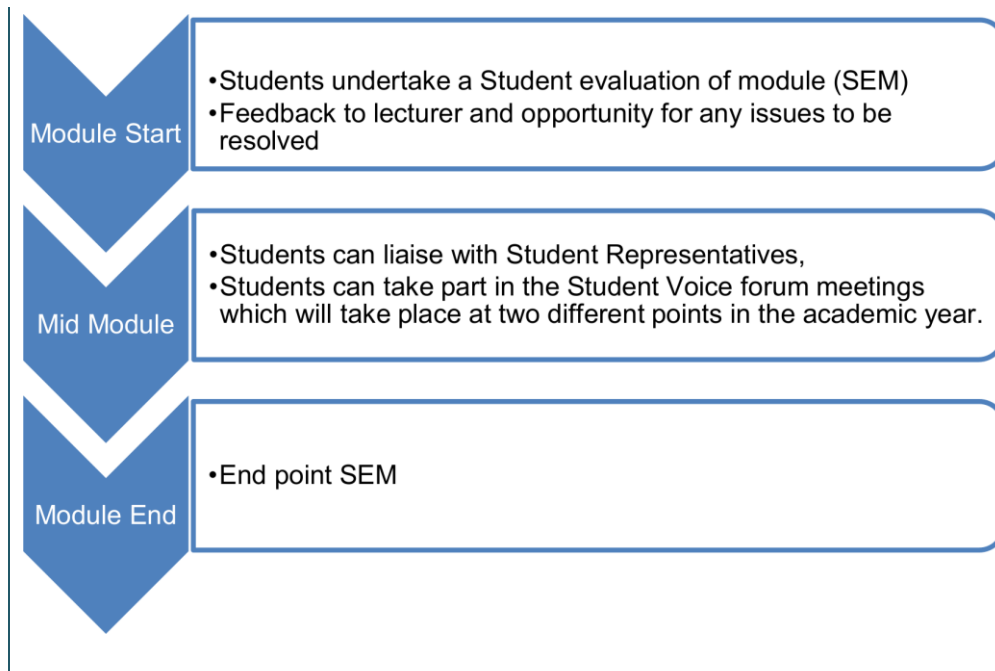 Module Start
•Students undertake a Student evaluation of module (SEM)
•Feedback to lecturer and opportunity for any issues to be
resolved
Mid Module
•Students can liaise with Student Representatives,
•Students can take part in the Student Voice forum meetings
which will take place at two different points in the academic year.
Module End
•End point SEM